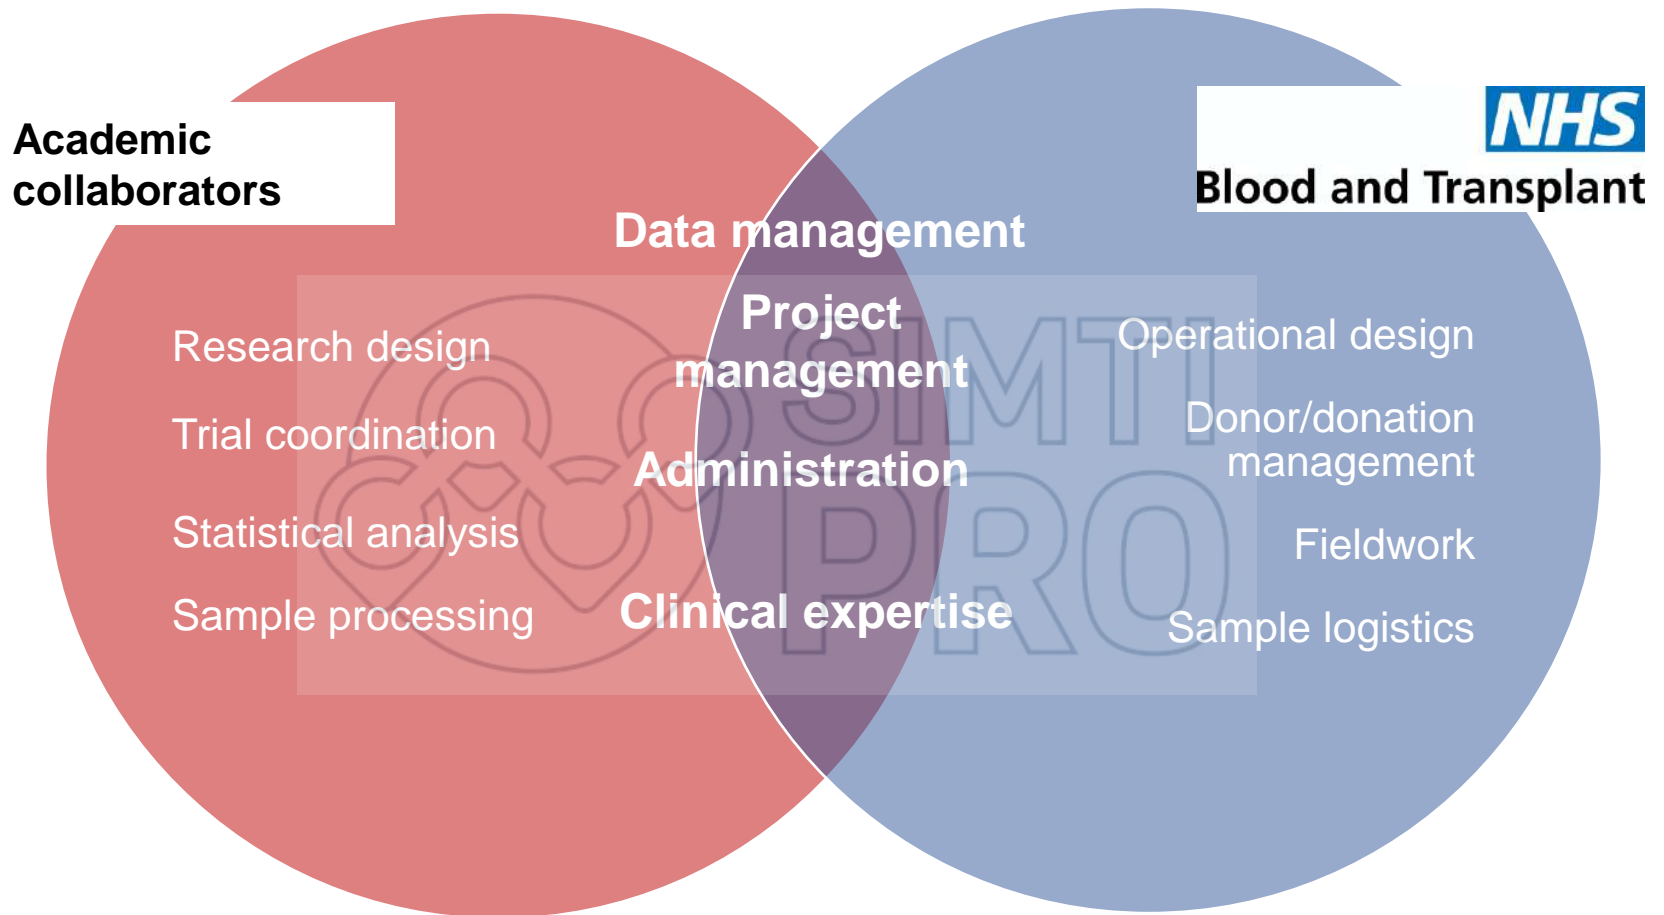 Academic
collaborators
NHS
Blood and Transplant
Data management
Project
management
Administration
Clinical expertise
Research design
Trial coordination
Statistical analysis
Sample processing
Operational design
Donor/donation
management
Fieldwork
Sample logistics
SIMTI
PRO